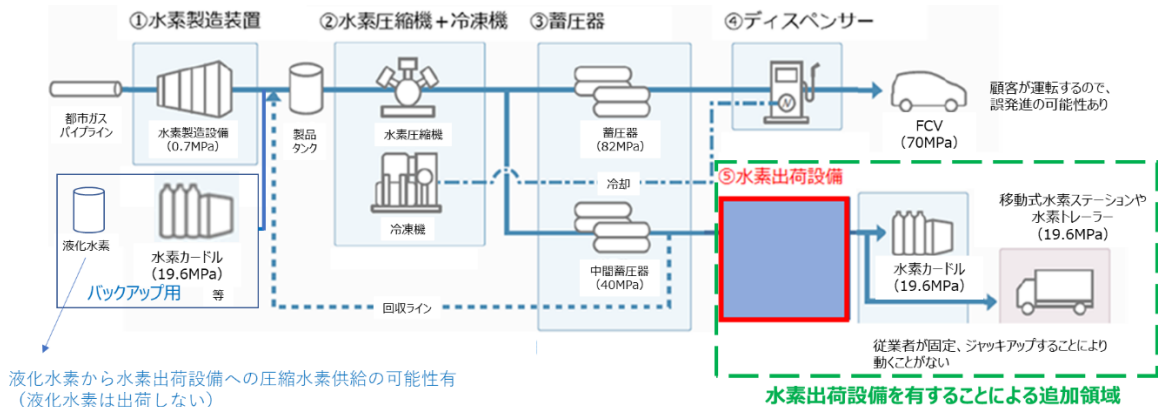 ①水素製造装置
②水素圧縮機+冷凍機
③蓄圧器
④ディスペンサー
都市ガス
パイプライン
水素製造設備
(0.7MPa)
製品
タンク
水素圧縮機
蓄圧器
(82MPa)
N
FCV
(70MPa)
顧客が運転するので、
誤発進の可能性あり
冷凍機
冷却
液化水素
水素カードル
(19.6MPa)
等
バックアップ用
回収ライン
中間蓄圧器
(40MPa)
⑤水素出荷設備
水素カードル
(19.6MPa)
移動式水素ステーションや
水素トレーラー
(19.6MPa)
従業者が固定、ジャッキアップすることにより
動くことがない
液化水素から水素出荷設備への圧縮水素供給の可能性有
(液化水素は出荷しない)
水素出荷設備を有することによる追加領域